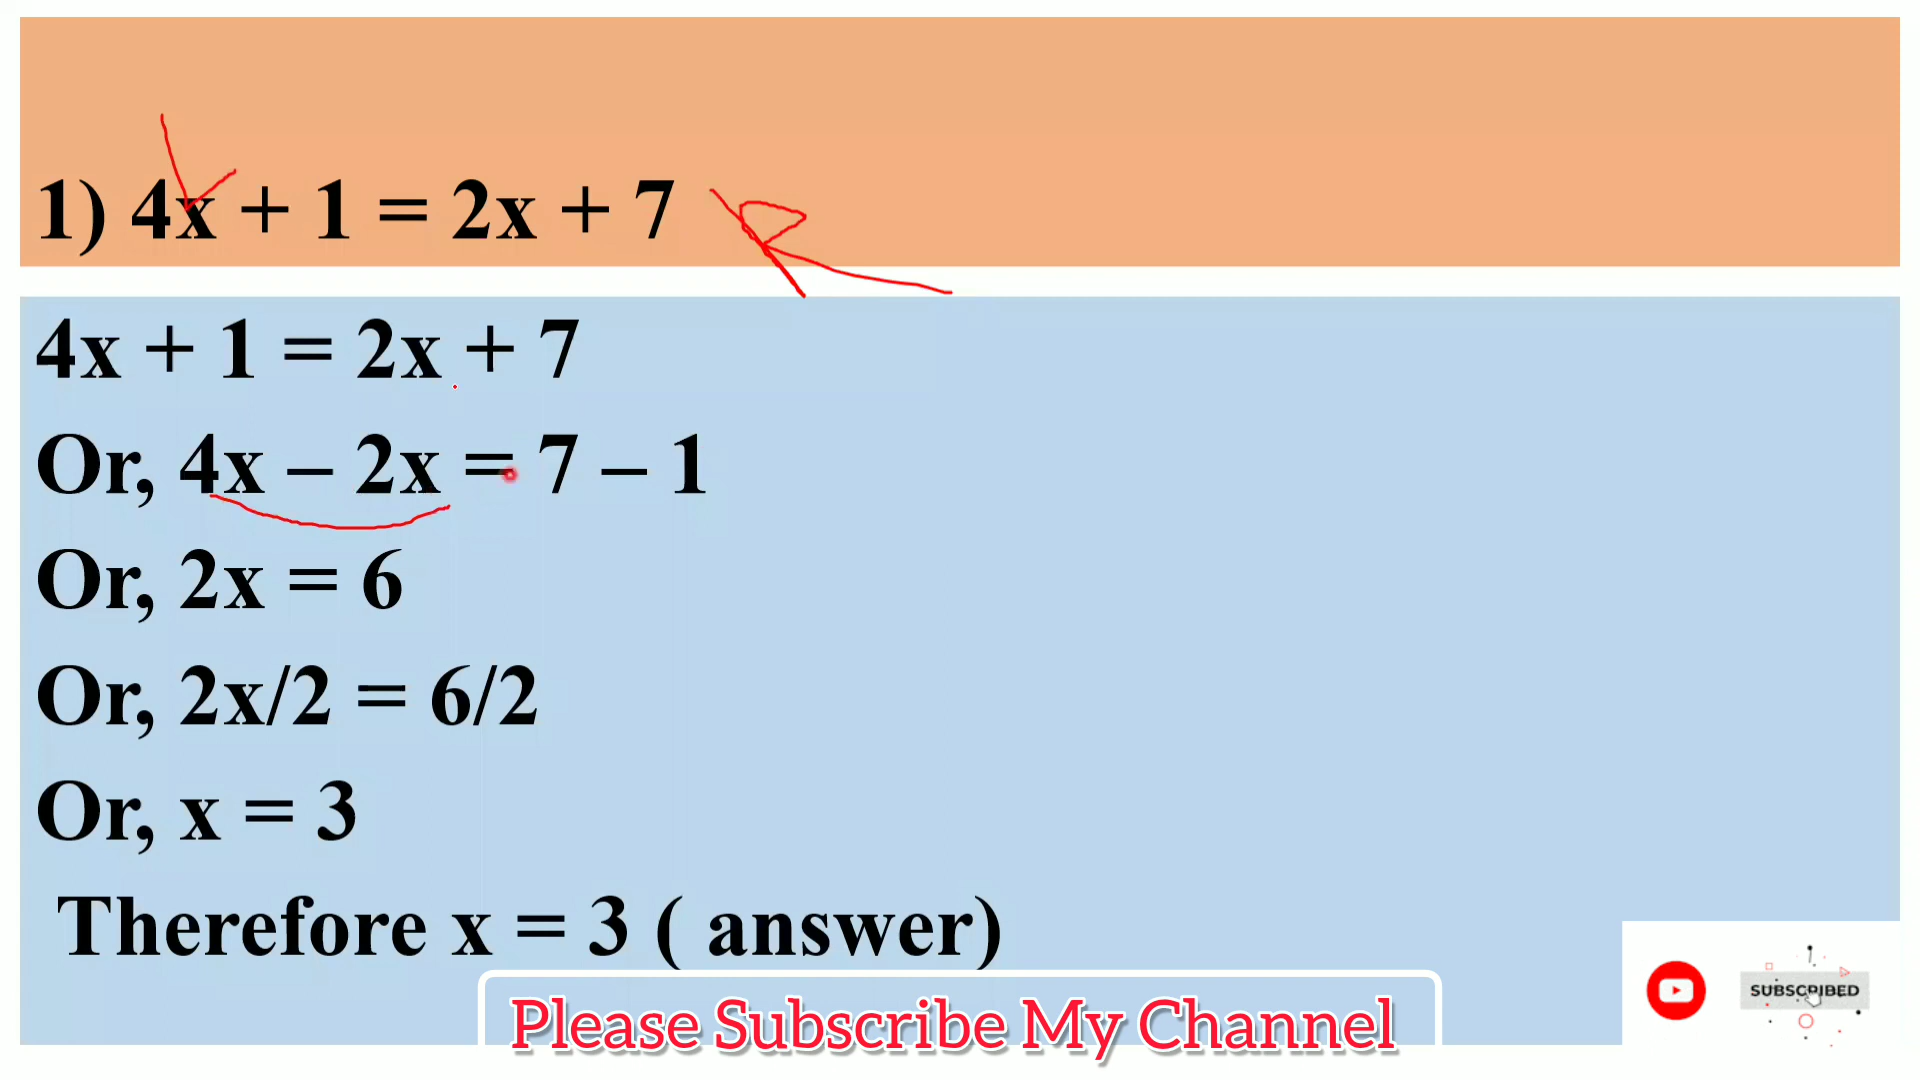 1) 4x + 1 = 2x + 7
4x + 1 = 2x + 7
Or, 4x – 2x = 7 – 1
Or, 2x = 6
Or, 2x/2 = 6/2
Or, x = 3
Therefore x = 3 ( answer)
Please Subscribe My Channel
SUBSCRIBED